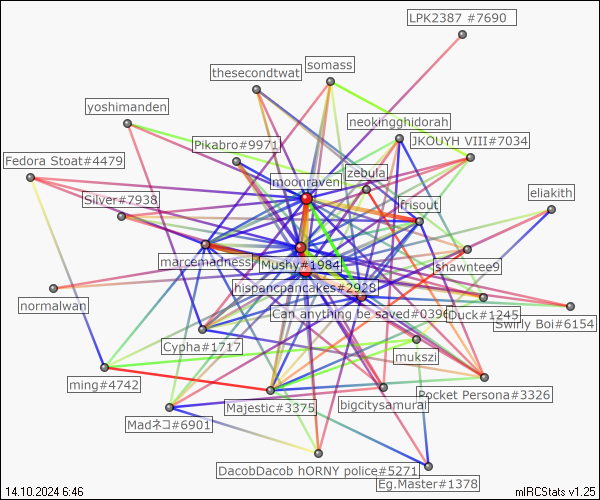 LPK2387 #7690
somass
thesecondtwat
yoshimanden
neokingghidorah
Pikabro#9971
JKOUYH VIII#7034
Fedora Stoat#4479
zebula
moonraven
eliakith
Silver#7938
frisout
marcemadness
Mushy#1984
shawntee9
hispancpancakes#2928
normalwan
Can anything be saved#0396
Duck#1245
Swirly Boi#6154
Cypha#1717
mukszi
ming#4742
Pocket Persona#3326
Majestic#3375
bigcitysamurai
Madネコ#6901
DacobDacob hORNY police#5271
Eg.Master#1378
14.10.2024 6:46
mIRCStats v1.25